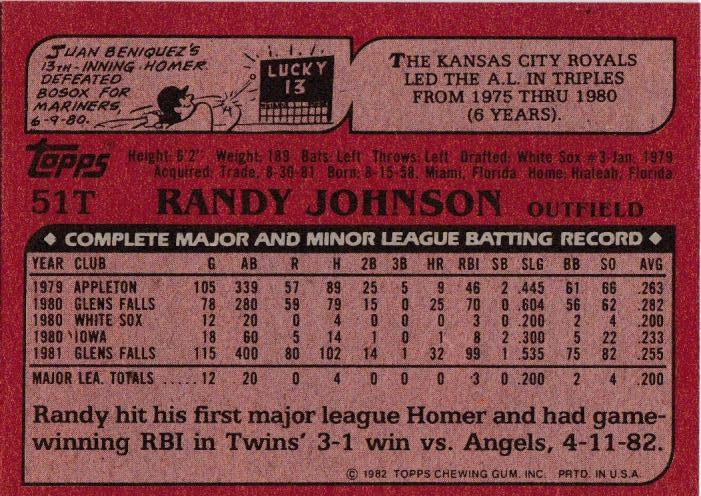 JUAN BENIQUEZ'S
13TH-INNING HOMER
DEFEATED
BOSOX FOR
MARINERS,
6-9-80.
LUCKY
13
THE KANSAS CITY ROYALS
LED THE A.L. IN TRIPLES
FROM 1975 THRU 1980
(6 YEARS).
Topps Height: 6'2" Weight: 189 Bats: Left Throws: Left Drafted: White Sox #3-Jan. 1979
Acquired: Trade, 8-30-81 Born: 8-15-58, Miami, Florida Home: Hialeah, Florida
51T RANDY JOHNSON OUTFIELD
◆ COMPLETE MAJOR AND MINOR LEAGUE BATTING RECORD ◆
YEAR CLUB G AB R H 2B 3B HR RBI SB SLG BB SO AVG
1979 APPLETON 105 339 57 89 25 5 9 46 2 .445 61 66 .263
1980 GLENS FALLS 78 280 59 79 15 0 25 70 0 .604 56 62 .282
1980 WHITE SOX 12 20 0 4 0 0 0 3 0 .200 2 4 .200
1980 IOWA 18 60 5 14 1 0 1 8 2 .300 5 22 .233
1981 GLENS FALLS 115 400 80 102 14 1 32 99 1 .535 75 82 .255
MAJOR LEA. TOTALS ..... 12 20 0 4 0 0 0 3 0 .200 2 4 .200
Randy hit his first major league Homer and had game-
winning RBI in Twins' 3-1 win vs. Angels, 4-11-82.
© 1982 TOPPS CHEWING GUM, INC. PRTD. IN U.S.A.